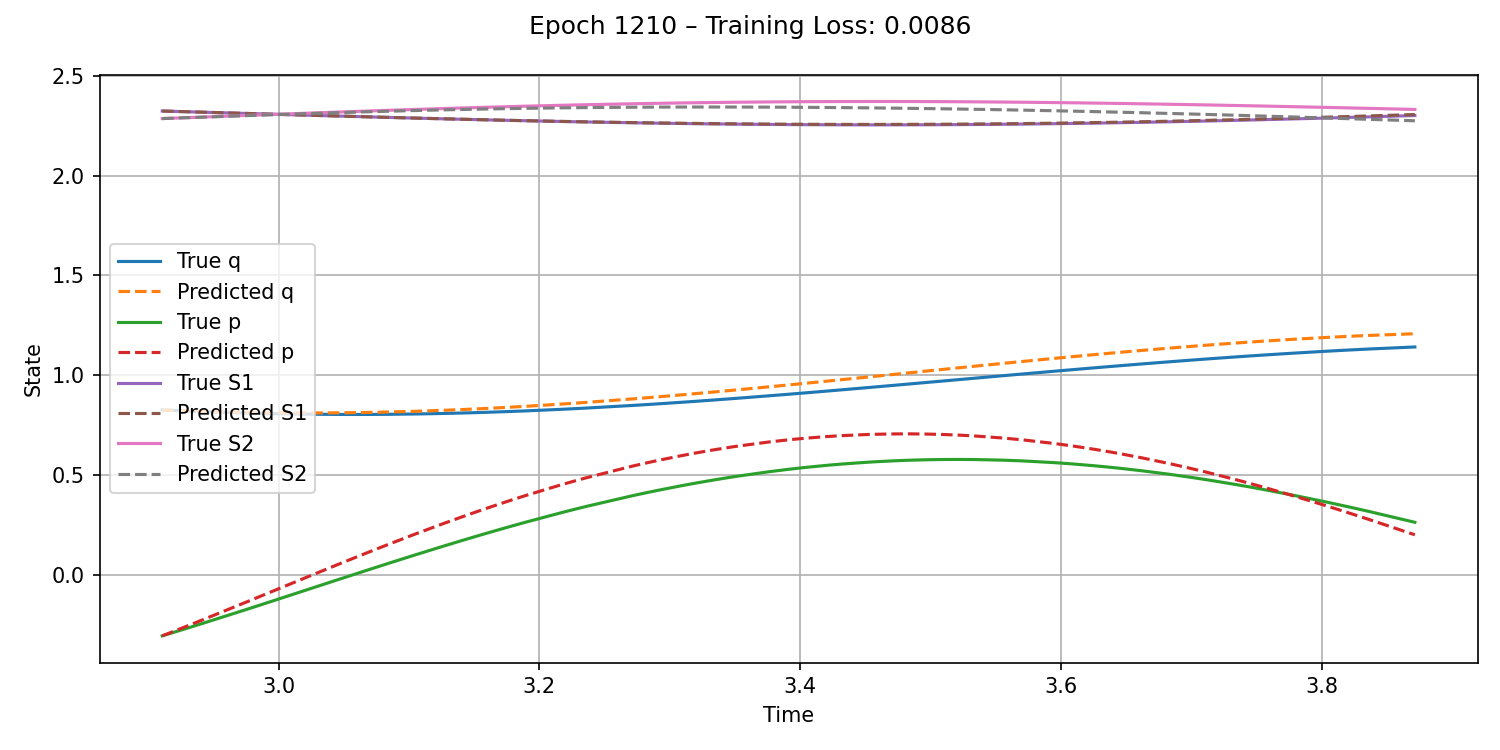 Epoch 1210 – Training Loss: 0.0086
2.5
2.0
1.5
1.0
0.5
0.0
State
True q
Predicted q
True p
Predicted p
True S1
Predicted S1
True S2
Predicted S2
3.0 3.2 3.4 3.6 3.8
Time